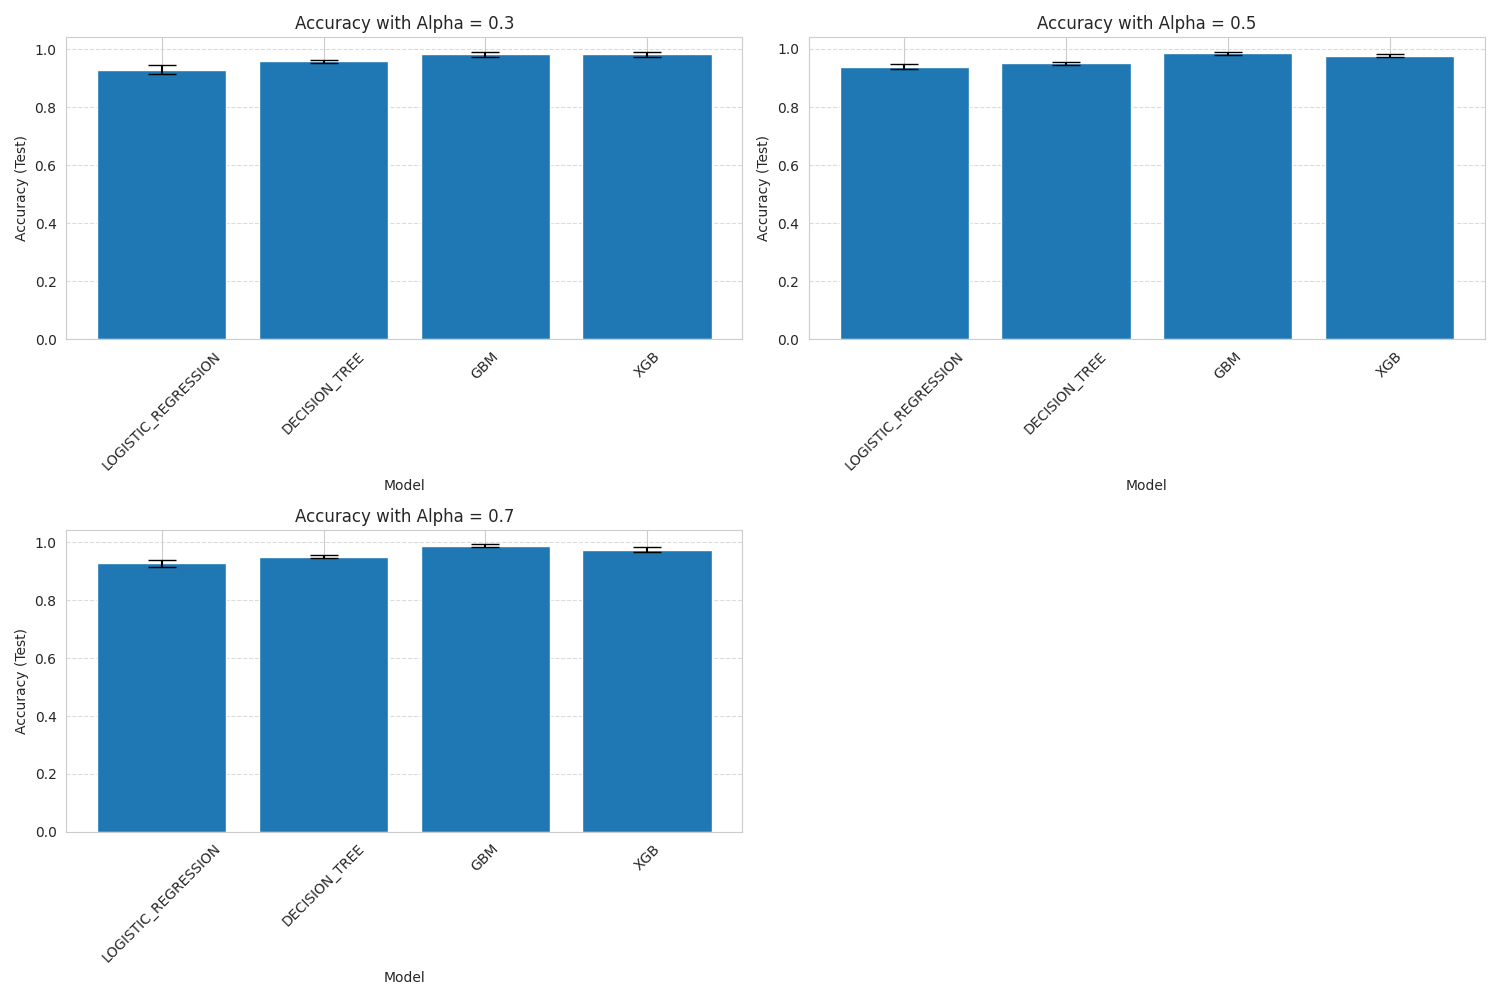 Accuracy with Alpha = 0.3
Accuracy (Test)
1.0
0.8
0.6
0.4
0.2
0.0
LOGISTIC_REGRESSION
DECISION_TREE
GBM
XGB
Model
Accuracy with Alpha = 0.5
Accuracy (Test)
1.0
0.8
0.6
0.4
0.2
0.0
LOGISTIC_REGRESSION
DECISION_TREE
GBM
XGB
Model
Accuracy with Alpha = 0.7
Accuracy (Test)
1.0
0.8
0.6
0.4
0.2
0.0
LOGISTIC_REGRESSION
DECISION_TREE
GBM
XGB
Model